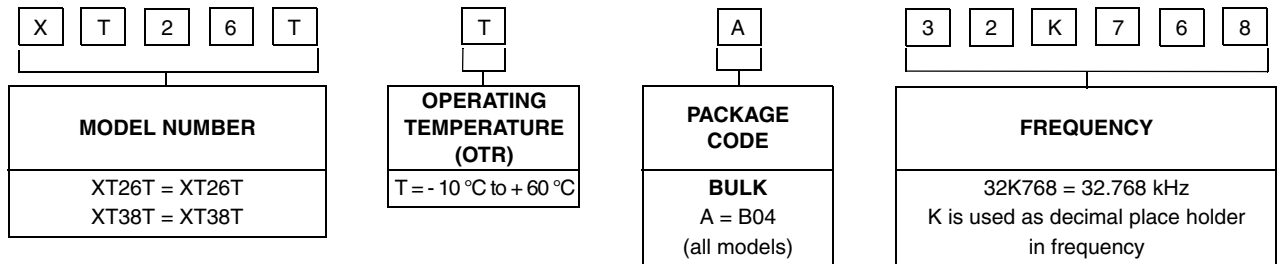 X T 2 6 T T A 3 2 K 7 6 8
MODEL NUMBER
XT26T = XT26T
XT38T = XT38T
OPERATING
TEMPERATURE
(OTR)
T = - 10 °C to + 60 °C
PACKAGE
CODE
BULK
A = B04
(all models)
FREQUENCY
32K768 = 32.768 kHz
K is used as decimal place holder
in frequency